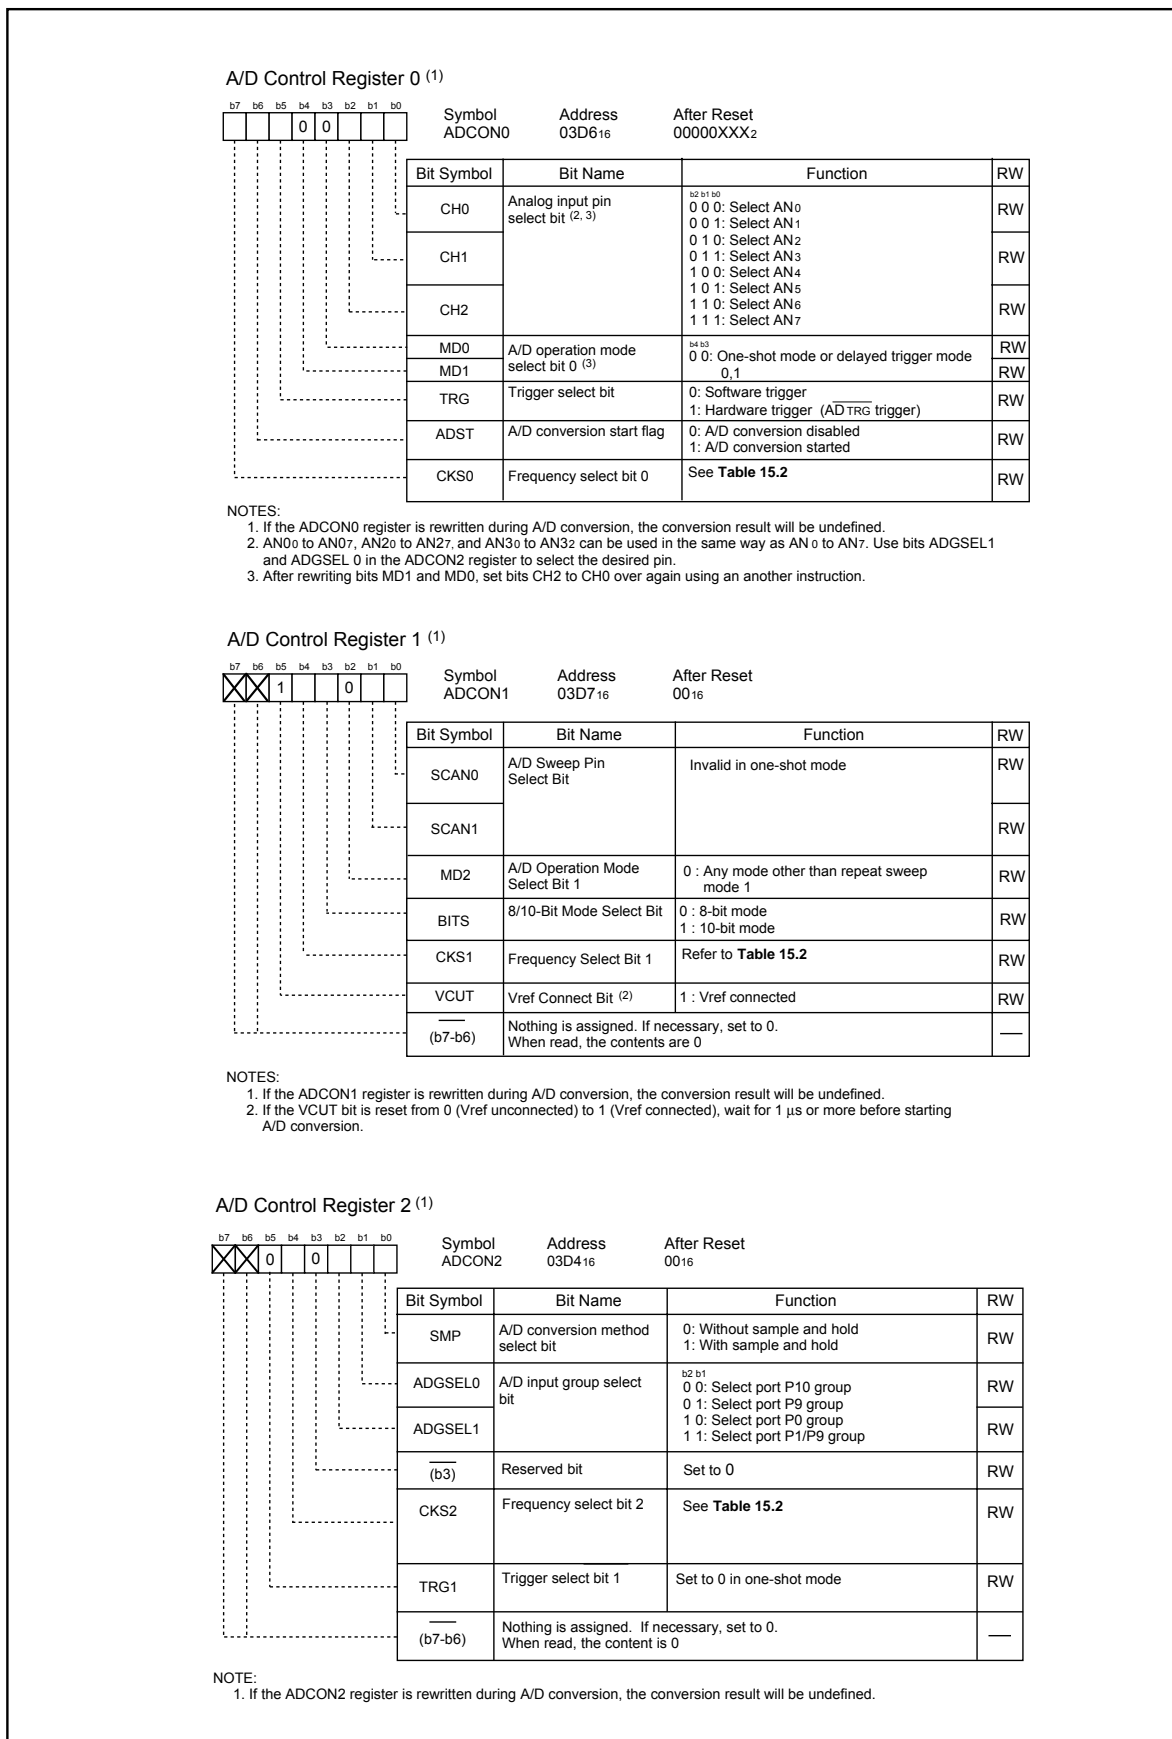 A/D Control Register 0 (1)
b7 b6 b5 b4 b3 b2 b1 b0
0 0
Symbol Address After Reset
ADCON0 03D616 00000XXX2
Bit Symbol Bit Name Function RW
CH0 Analog input pin select bit (2, 3) RW
b2 b1 b0
0 0 0: Select AN0
0 0 1: Select AN1
0 1 0: Select AN2
CH1 RW
0 1 1: Select AN3
1 0 0: Select AN4
1 0 1: Select AN5
CH2 RW
1 1 0: Select AN6
1 1 1: Select AN7
MD0 A/D operation mode RW
select bit 0 (3)
b4 b3
0 0: One-shot mode or delayed trigger mode
0,1
MD1 RW
TRG Trigger select bit 0: Software trigger RW
1: Hardware trigger (ADTRG trigger)
ADST A/D conversion start flag 0: A/D conversion disabled RW
1: A/D conversion started
CKS0 Frequency select bit 0 See Table 15.2 RW
NOTES:
1. If the ADCON0 register is rewritten during A/D conversion, the conversion result will be undefined.
2. AN00 to AN07, AN20 to AN27, and AN30 to AN32 can be used in the same way as AN 0 to AN7. Use bits ADGSEL1
and ADGSEL 0 in the ADCON2 register to select the desired pin.
3. After rewriting bits MD1 and MD0, set bits CH2 to CH0 over again using an another instruction.
A/D Control Register 1 (1)
b7 b6 b5 b4 b3 b2 b1 b0
1 0
Symbol Address After Reset
ADCON1 03D716 0016
Bit Symbol Bit Name Function RW
SCAN0 A/D Sweep Pin Invalid in one-shot mode RW
Select Bit
SCAN1 RW
MD2 A/D Operation Mode 0 : Any mode other than repeat sweep RW
Select Bit 1 mode 1
BITS 8/10-Bit Mode Select Bit 0 : 8-bit mode RW
1 : 10-bit mode
CKS1 Frequency Select Bit 1 Refer to Table 15.2 RW
VCUT Vref Connect Bit (2) 1 : Vref connected RW
(b7-b6) Nothing is assigned. If necessary, set to 0. —
When read, the contents are 0
NOTES:
1. If the ADCON1 register is rewritten during A/D conversion, the conversion result will be undefined.
2. If the VCUT bit is reset from 0 (Vref unconnected) to 1 (Vref connected), wait for 1 µs or more before starting
A/D conversion.
A/D Control Register 2 (1)
b7 b6 b5 b4 b3 b2 b1 b0
0 0
Symbol Address After Reset
ADCON2 03D416 0016
Bit Symbol Bit Name Function RW
SMP A/D conversion method 0: Without sample and hold RW
select bit 1: With sample and hold
ADGSEL0 A/D input group select RW
bit
b2 b1
0 0: Select port P10 group
0 1: Select port P9 group
ADGSEL1 1 0: Select port P0 group RW
1 1: Select port P1/P9 group
(b3) Reserved bit Set to 0 RW
CKS2 Frequency select bit 2 See Table 15.2 RW
TRG1 Trigger select bit 1 Set to 0 in one-shot mode RW
(b7-b6) Nothing is assigned. If necessary, set to 0. —
When read, the content is 0
NOTE:
1. If the ADCON2 register is rewritten during A/D conversion, the conversion result will be undefined.